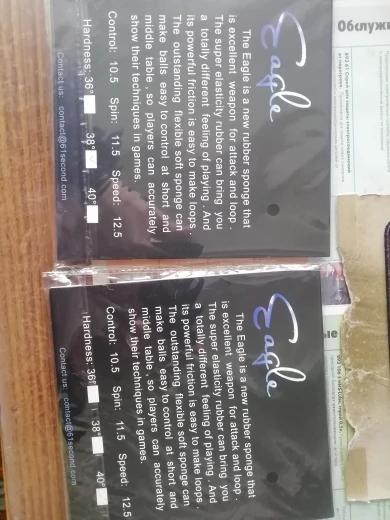 Eagle
The Eagle is a new rubber sponge that
is excellent weapon for attack and loop .
The super elasticity rubber can bring you
a totally different feeling of playing . And
its powerful friction is easy to make loops .
The outstanding flexible soft sponge can
make balls easy to control at short and
middle table , so players can accurately
show their techniques in games.
Control: 10.5 Spin: 11.5 Speed: 12.5
Hardness: 36° 38° 40°
Contact us: contact@61second.com
Eagle
The Eagle is a new rubber sponge that
is excellent weapon for attack and loop .
The super elasticity rubber can bring you
a totally different feeling of playing . And
its powerful friction is easy to make loops .
The outstanding flexible soft sponge can
make balls easy to control at short and
middle table , so players can accurately
show their techniques in games.
Control: 10.5 Spin: 11.5 Speed: 12.5
Hardness: 36° 38° 40°
Contact us: contact@61second.com